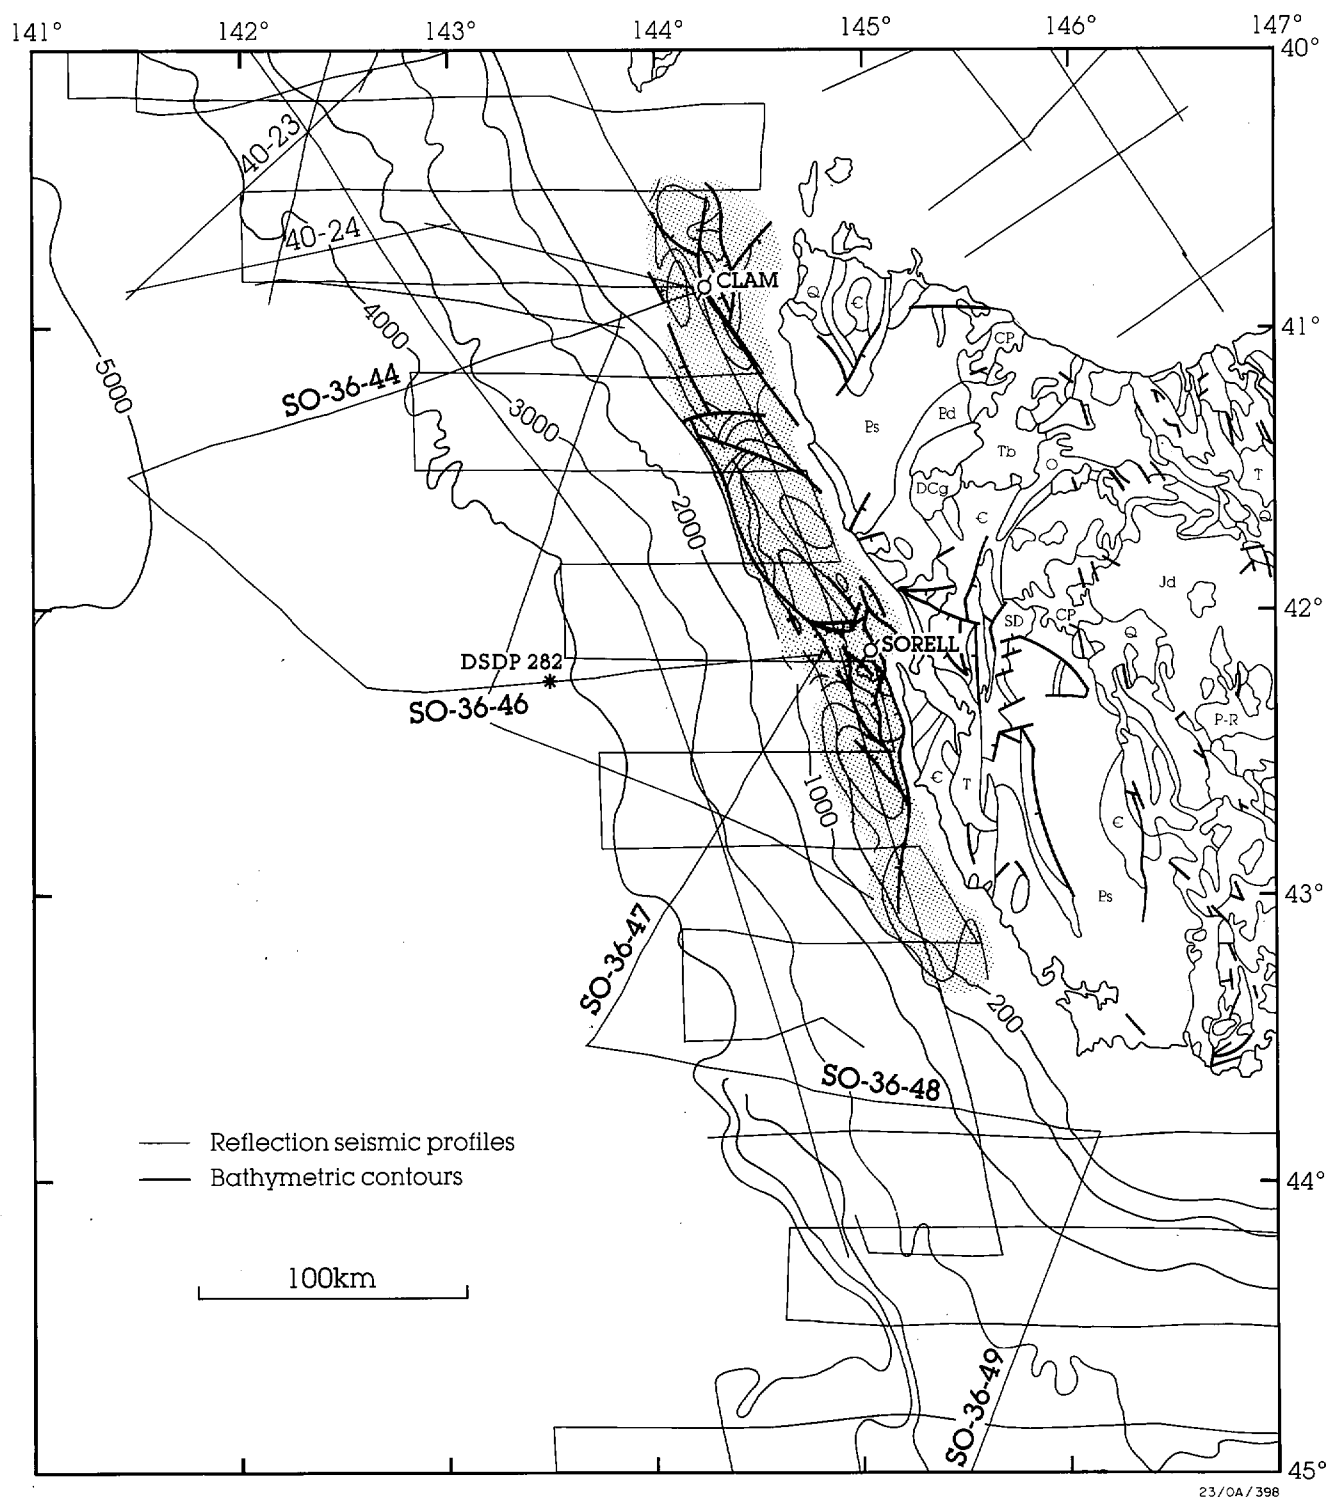 141° 142° 143° 144° 145° 146° 147°
40°
40-23
40-24
CLAM
Q
Є
41°
CP
4000
5000
SO-36-44
3000
Pd
Ps
Tb
O
T
DCg
Q
2000
Є
Jd
42°
SD
CP
Q
SORELL
DSDP 282
SO-36-46
P-R
Є
T
1000
Є
43°
Ps
SO-36-47
200
SO-36-48
Reflection seismic profiles
Bathymetric contours
44°
100km
SO-36-49
45°
23/OA/398